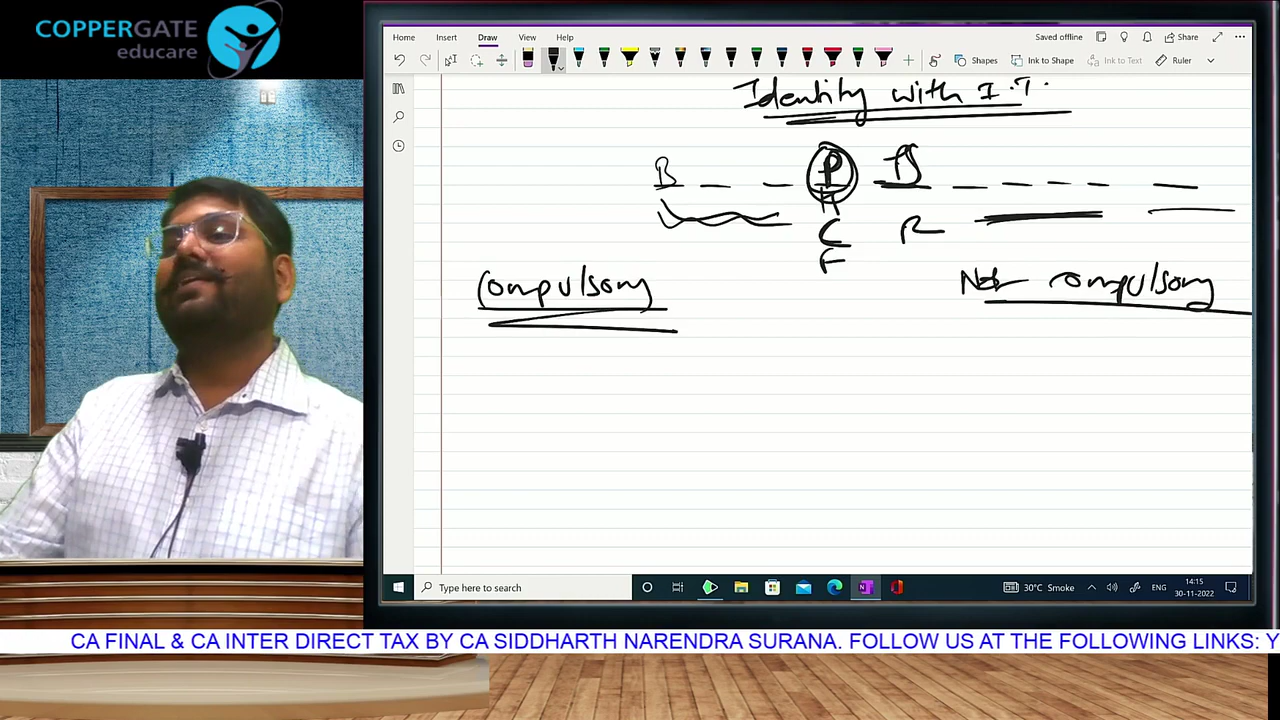 COPPERGATE
educare
Home Insert Draw View Help
Saved offline
Share
Shapes
Ink to Shape
Ink to Text
Ruler
Identity with I.T.
B P B
H
C R
F
Compulsory
Not compulsory
Type here to search
30°C Smoke
ENG
14:15
30-11-2022
CA FINAL & CA INTER DIRECT TAX BY CA SIDDHARTH NARENDRA SURANA. FOLLOW US AT THE FOLLOWING LINKS: Y